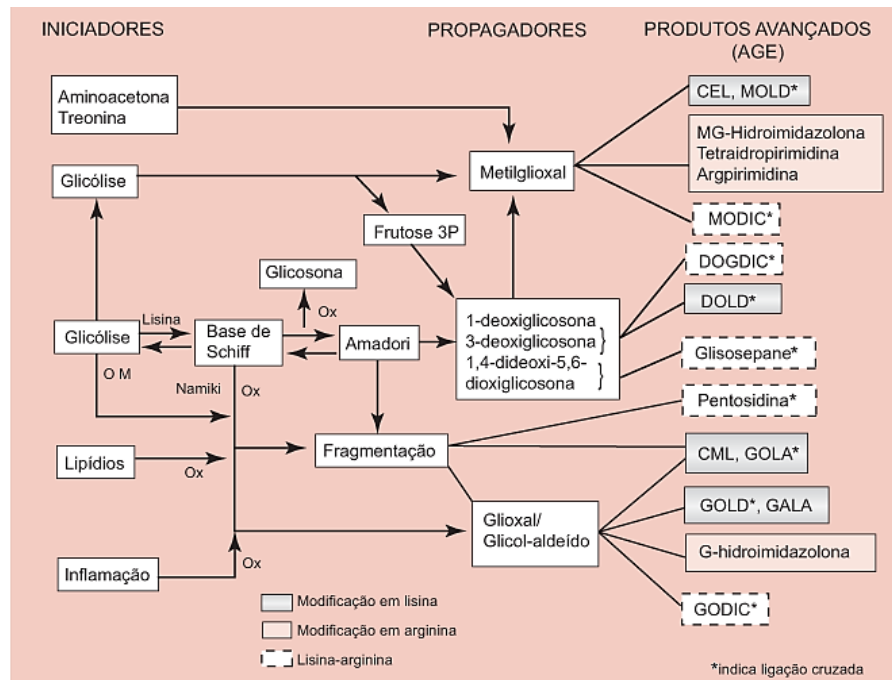 INICIADORES
PROPAGADORES
PRODUTOS AVANÇADOS
(AGE)
Aminoacetona
Treonina
CEL, MOLD*
MG-Hidroimidazolona
Tetraidropirimidina
Argpirimidina
Glicólise
Metilglioxal
MODIC*
Frutose 3P
DOGDIC*
Glicosona
DOLD*
Ox
1-deoxiglicosona
3-deoxiglicosona }
1,4-dideoxi-5,6- }
dioxiglicosona
Glicólise
Lisina
Base de
Schiff
Amadori
Glisosepane*
O M
Namiki
Ox
Pentosidina*
Lipídios
Ox
Fragmentação
CML, GOLA*
Glioxal/
Glicol-aldeído
GOLD*, GALA
G-hidroimidazolona
Inflamação
Ox
GODIC*
Modificação em lisina
Modificação em arginina
Lisina-arginina
*indica ligação cruzada